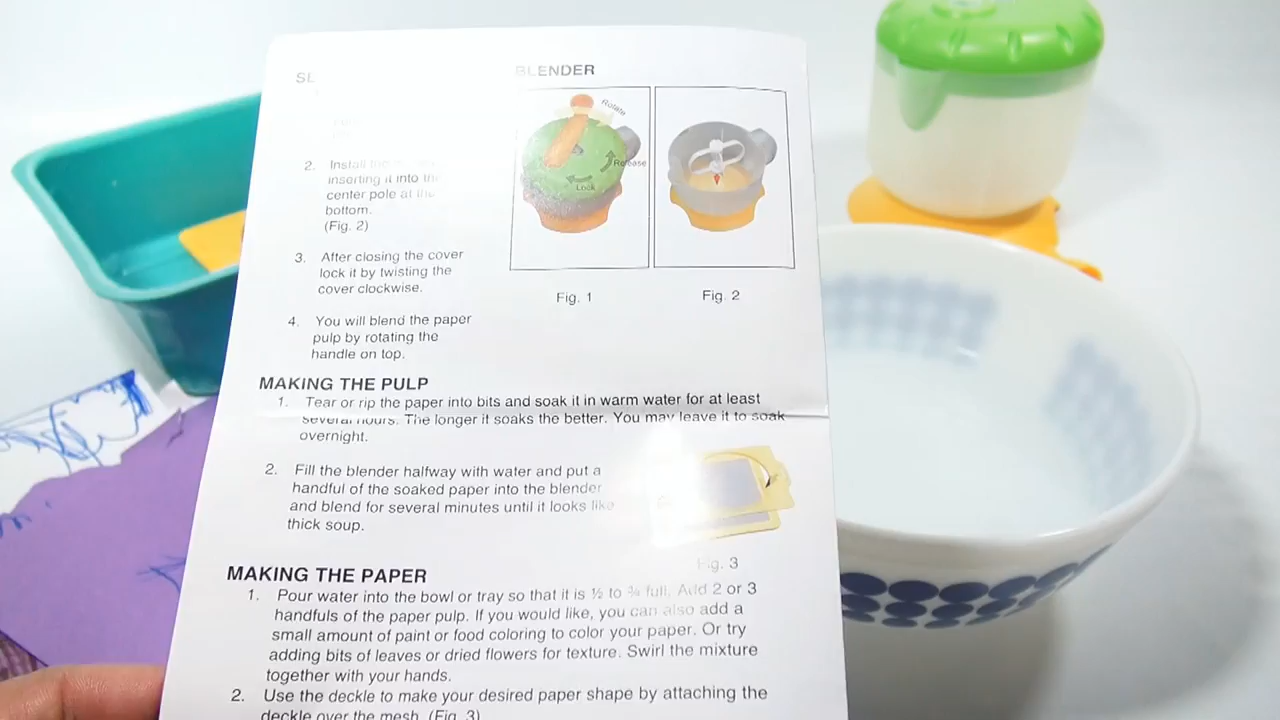 BLENDER
Rotate
Release
Lock
2. Install
inserting it into the
center pole at the
bottom.
(Fig. 2)
3. After closing the cover
lock it by twisting the
cover clockwise.
Fig. 1
Fig. 2
4. You will blend the paper
pulp by rotating the
handle on top.
MAKING THE PULP
1. Tear or rip the paper into bits and soak it in warm water for at least
several hours. The longer it soaks the better. You may leave it to soak
overnight.
2. Fill the blender halfway with water and put a
handful of the soaked paper into the blender
and blend for several minutes until it looks like
thick soup.
Fig. 3
MAKING THE PAPER
1. Pour water into the bowl or tray so that it is ½ to ¾ full. Add 2 or 3
handfuls of the paper pulp. If you would like, you can also add a
small amount of paint or food coloring to color your paper. Or try
adding bits of leaves or dried flowers for texture. Swirl the mixture
together with your hands.
2. Use the deckle to make your desired paper shape by attaching the
deckle over the mesh. (Fig. 3)